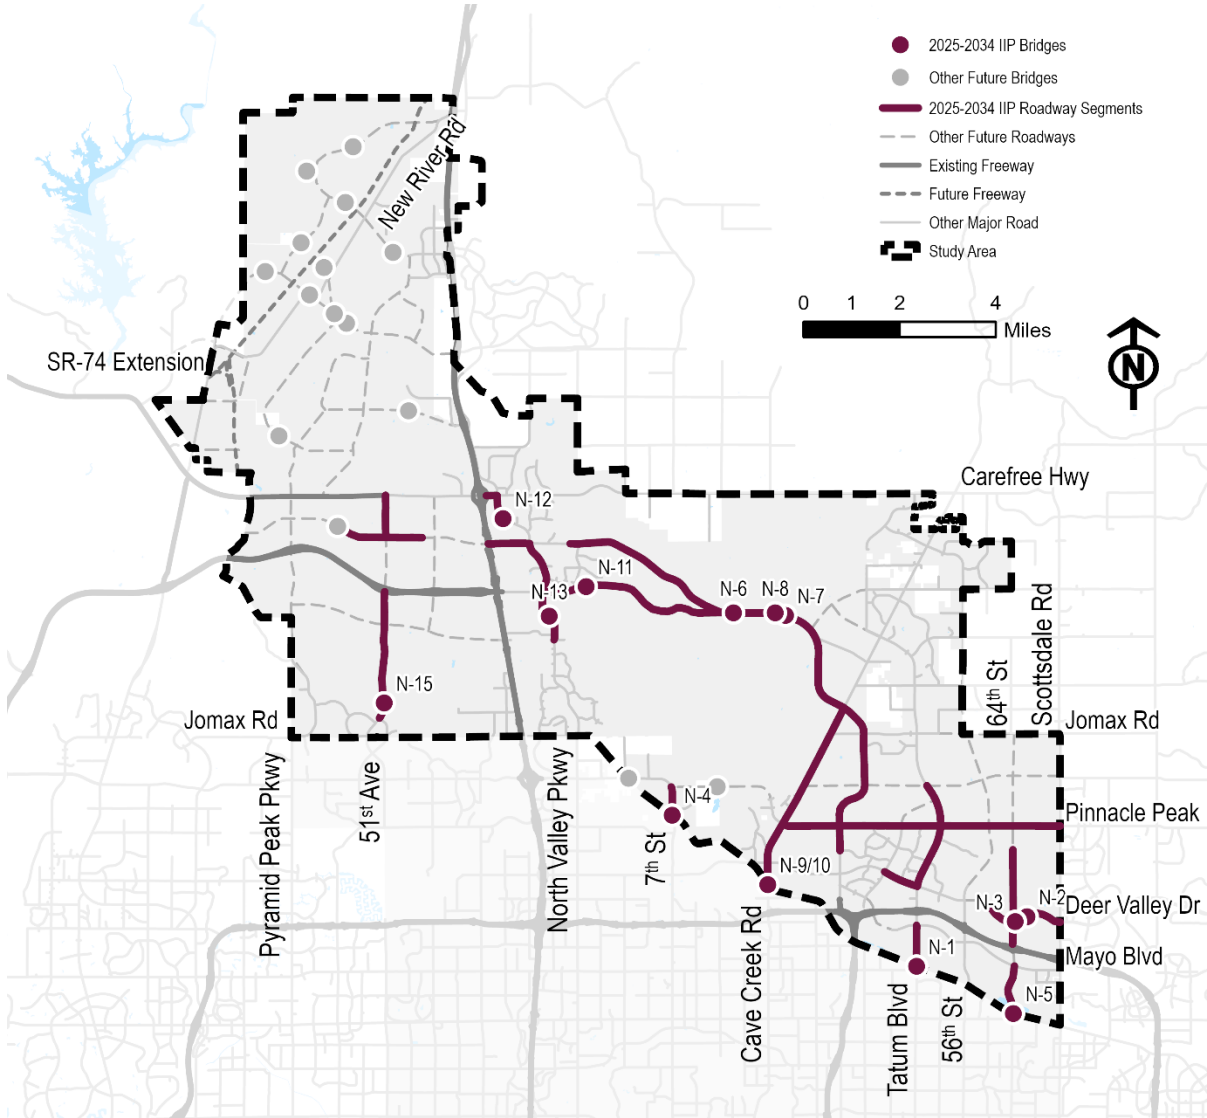 2025-2034 IIP Bridges
Other Future Bridges
2025-2034 IIP Roadway Segments
Other Future Roadways
Existing Freeway
Future Freeway
Other Major Road
Study Area
0 1 2 4
Miles
N
New River Rd
SR-74 Extension
Carefree Hwy
N-12
N-11
N-13
N-6
N-8
N-7
64th St
Scottsdale Rd
N-15
Jomax Rd
Jomax Rd
Pyramid Peak Pkwy
51st Ave
North Valley Pkwy
7th St
N-4
Pinnacle Peak
N-9/10
N-3
N-2
Deer Valley Dr
Cave Creek Rd
N-1
Mayo Blvd
Tatum Blvd
56th St
N-5